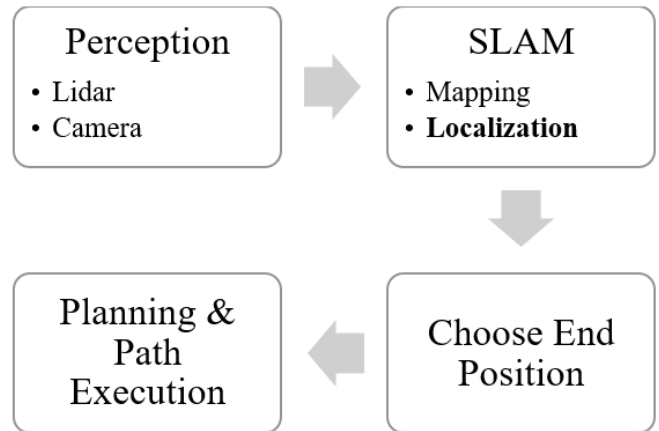 Perception
• Lidar
• Camera
SLAM
• Mapping
• Localization
Choose End
Position
Planning &
Path
Execution